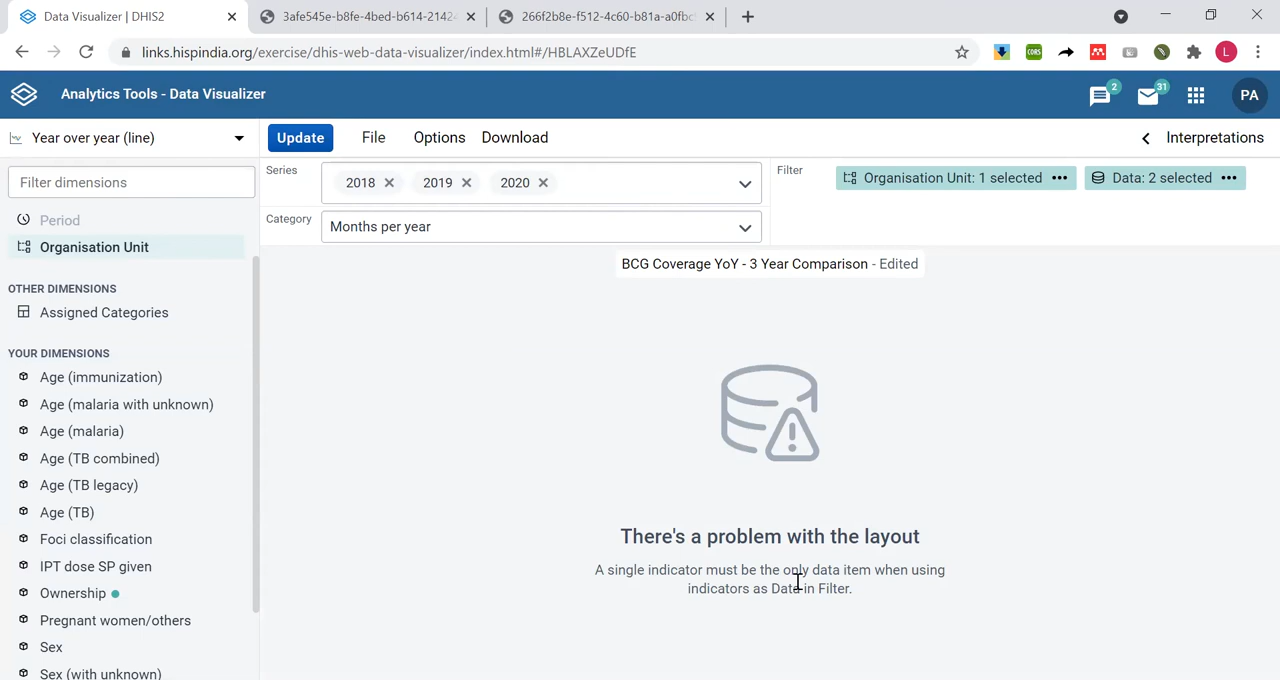 Data Visualizer | DHIS2
3afe545e-b8fe-4bed-b614-21424
266f2b8e-f512-4c60-b81a-a0fbc
links.hispindia.org/exercise/dhis-web-data-visualizer/index.html#/HBLAXZeUDfE
CORS
L
Analytics Tools - Data Visualizer
2
31
PA
Year over year (line)
Update
File
Options
Download
Interpretations
Filter dimensions
Series
2018
2019
2020
Filter
Organisation Unit: 1 selected
Data: 2 selected
Category
Months per year
Period
Organisation Unit
BCG Coverage YoY - 3 Year Comparison - Edited
OTHER DIMENSIONS
Assigned Categories
YOUR DIMENSIONS
Age (immunization)
Age (malaria with unknown)
Age (malaria)
Age (TB combined)
Age (TB legacy)
Age (TB)
Foci classification
IPT dose SP given
Ownership
Pregnant women/others
Sex
Sex (with unknown)
There's a problem with the layout
A single indicator must be the only data item when using
indicators as Data in Filter.